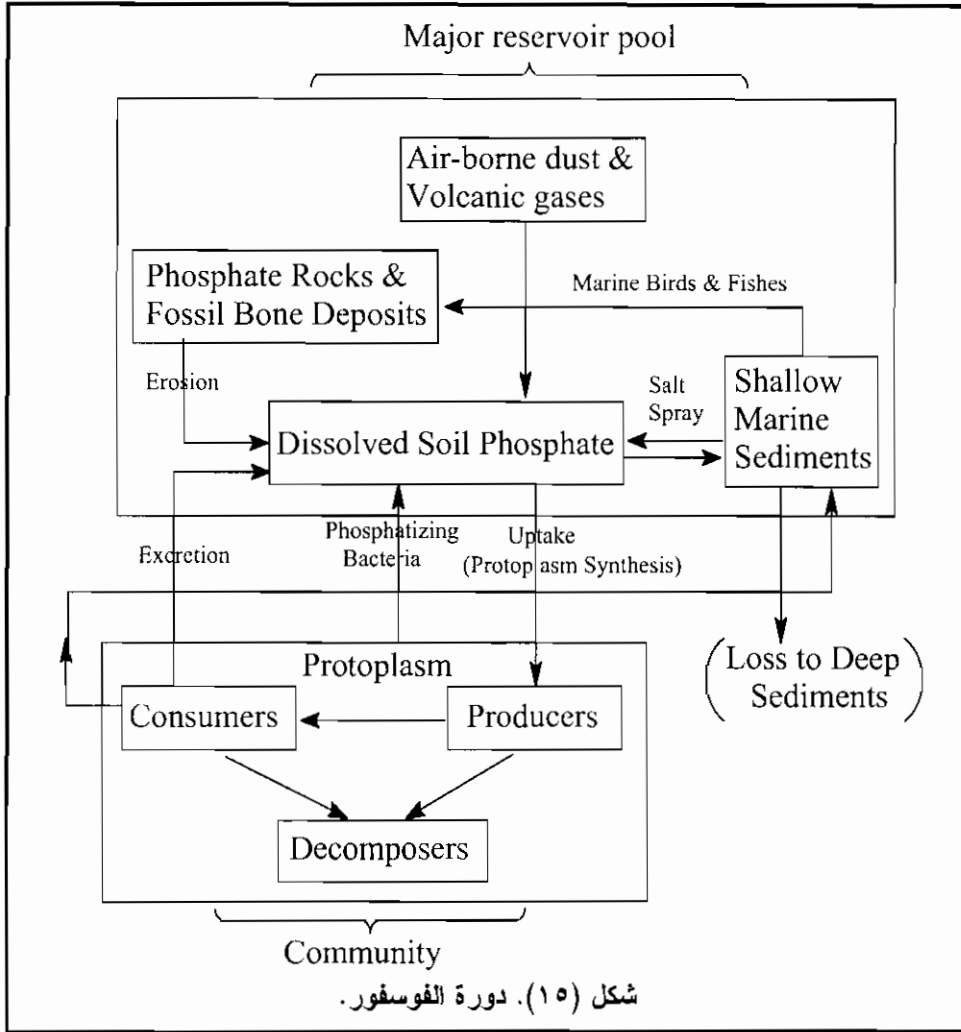 Major reservoir pool
Air-borne dust &
Volcanic gases
Phosphate Rocks &
Fossil Bone Deposits
Marine Birds & Fishes
Erosion
Salt
Spray
Shallow
Marine
Sediments
Dissolved Soil Phosphate
Excretion
Phosphatizing
Bacteria
Uptake
(Protoplasm Synthesis)
(Loss to Deep
Sediments)
Protoplasm
Consumers
Producers
Decomposers
Community
شكل (١٥). دورة الفوسفور.